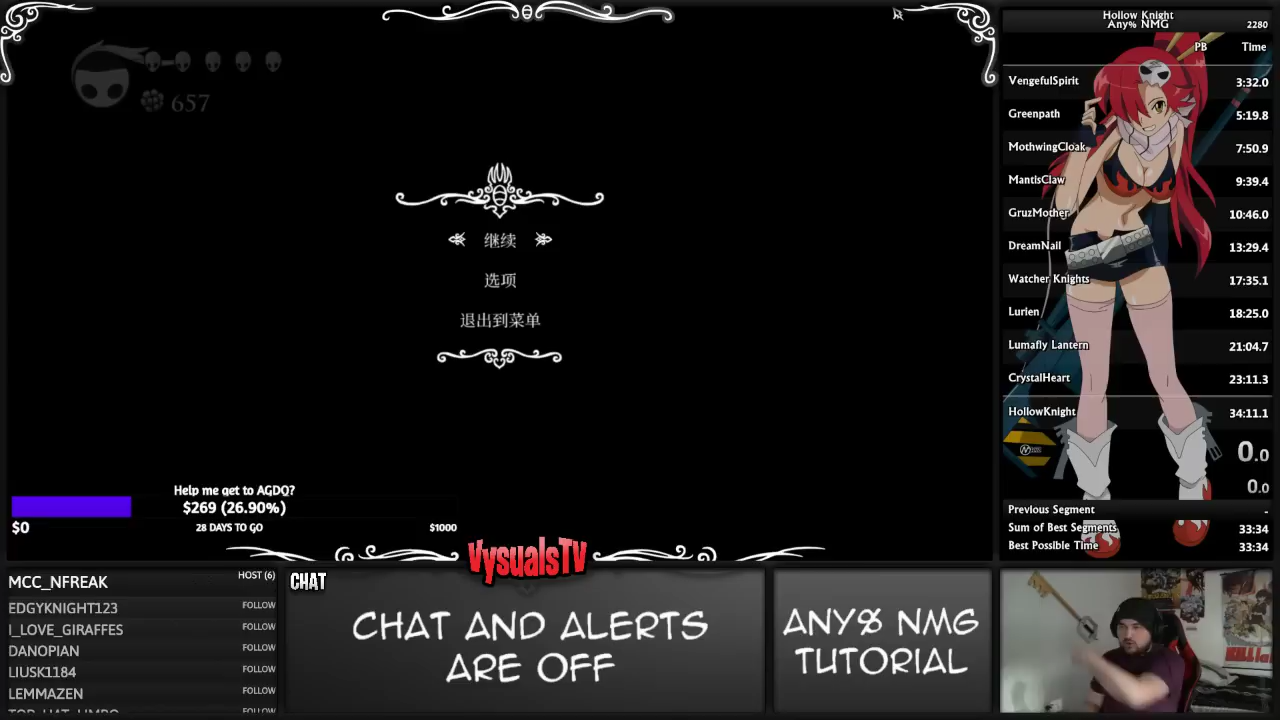 657
继续
选项
退出到菜单
Help me get to AGDQ?
$269 (26.90%)
$0
28 DAYS TO GO
$1000
VysualsTV
MCC_NFREAK
HOST (6)
EDGYKNIGHT123 FOLLOW
I_LOVE_GIRAFFES FOLLOW
DANOPIAN FOLLOW
LIUSK1184 FOLLOW
LEMMAZEN FOLLOW
CHAT
CHAT AND ALERTS
ARE OFF
ANY% NMG
TUTORIAL
Hollow Knight
Any% NMG 2280
PB Time
VengefulSpirit 3:32.0
Greenpath 5:19.8
MothwingCloak 7:50.9
MantisClaw 9:39.4
GruzMother 10:46.0
DreamNail 13:29.4
Watcher Knights 17:35.1
Lurien 18:25.0
Lumafly Lantern 21:04.7
CrystalHeart 23:11.3
HollowKnight 34:11.1
0.0
0.0
Previous Segment -
Sum of Best Segments 33:34
Best Possible Time 33:34